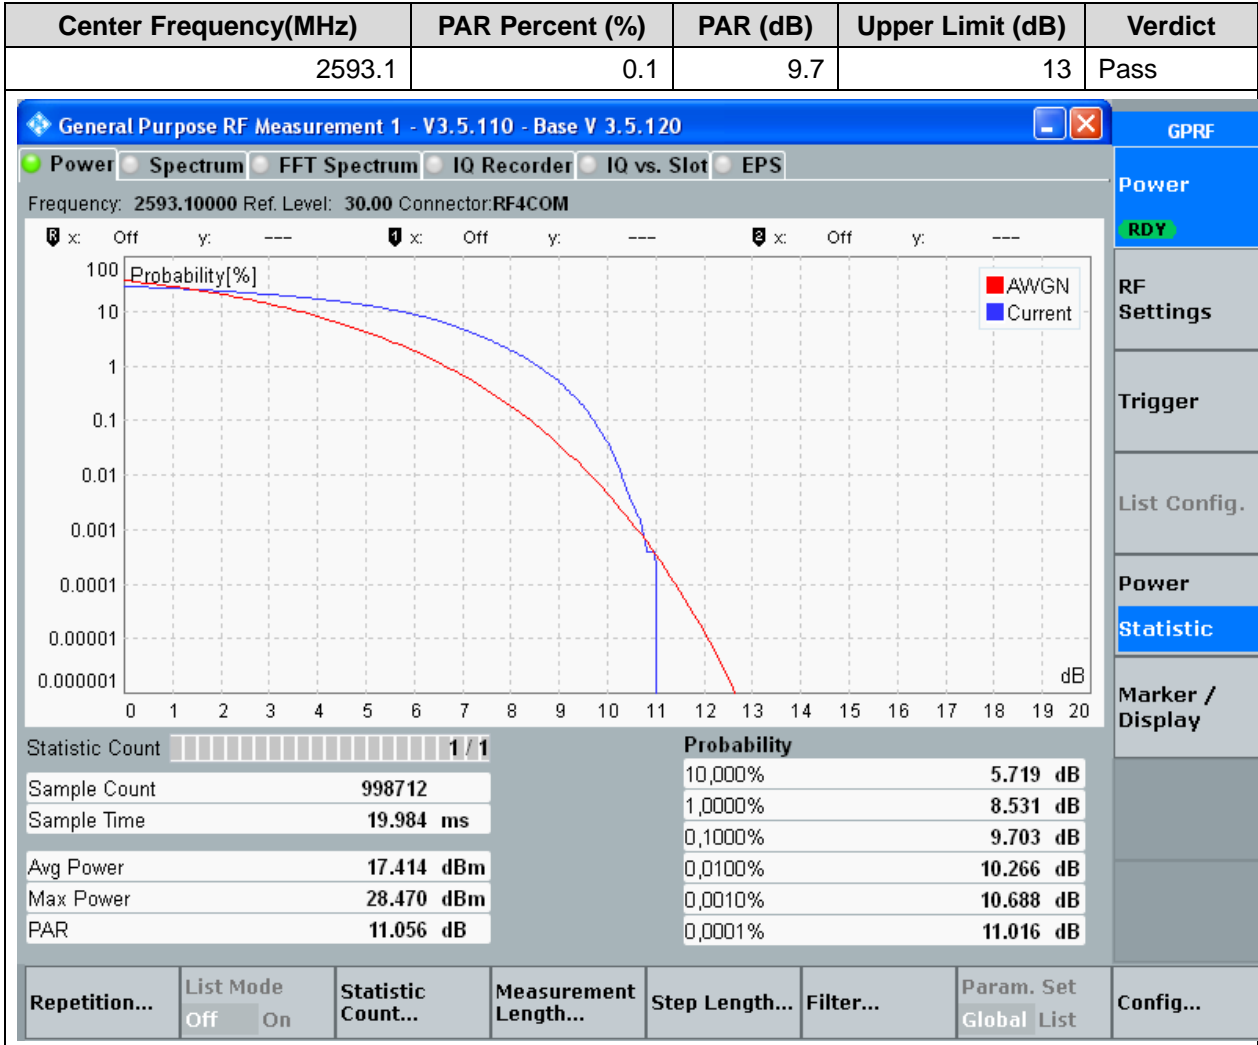 Center Frequency(MHz) PAR Percent (%) PAR (dB) Upper Limit (dB) Verdict
2593.1 0.1 9.7 13 Pass
General Purpose RF Measurement 1 - V3.5.110 - Base V 3.5.120
GPRF
Power Spectrum FFT Spectrum IQ Recorder IQ vs. Slot EPS
Frequency: 2593.10000 Ref. Level: 30.00 Connector:RF4COM
R x: Off y: --- 1 x: Off y: --- 2 x: Off y: ---
Probability[%]
AWGN
Current
100
10
1
0.1
0.01
0.001
0.0001
0.00001
0.000001
dB
0 1 2 3 4 5 6 7 8 9 10 11 12 13 14 15 16 17 18 19 20
Statistic Count 1 / 1
Sample Count 998712
Sample Time 19.984 ms
Avg Power 17.414 dBm
Max Power 28.470 dBm
PAR 11.056 dB
Probability
10,000% 5.719 dB
1,0000% 8.531 dB
0,1000% 9.703 dB
0,0100% 10.266 dB
0,0010% 10.688 dB
0,0001% 11.016 dB
Power
RDY
RF
Settings
Trigger
List Config.
Power
Statistic
Marker /
Display
Repetition...
List Mode
Off On
Statistic
Count...
Measurement
Length...
Step Length...
Filter...
Param. Set
Global List
Config...